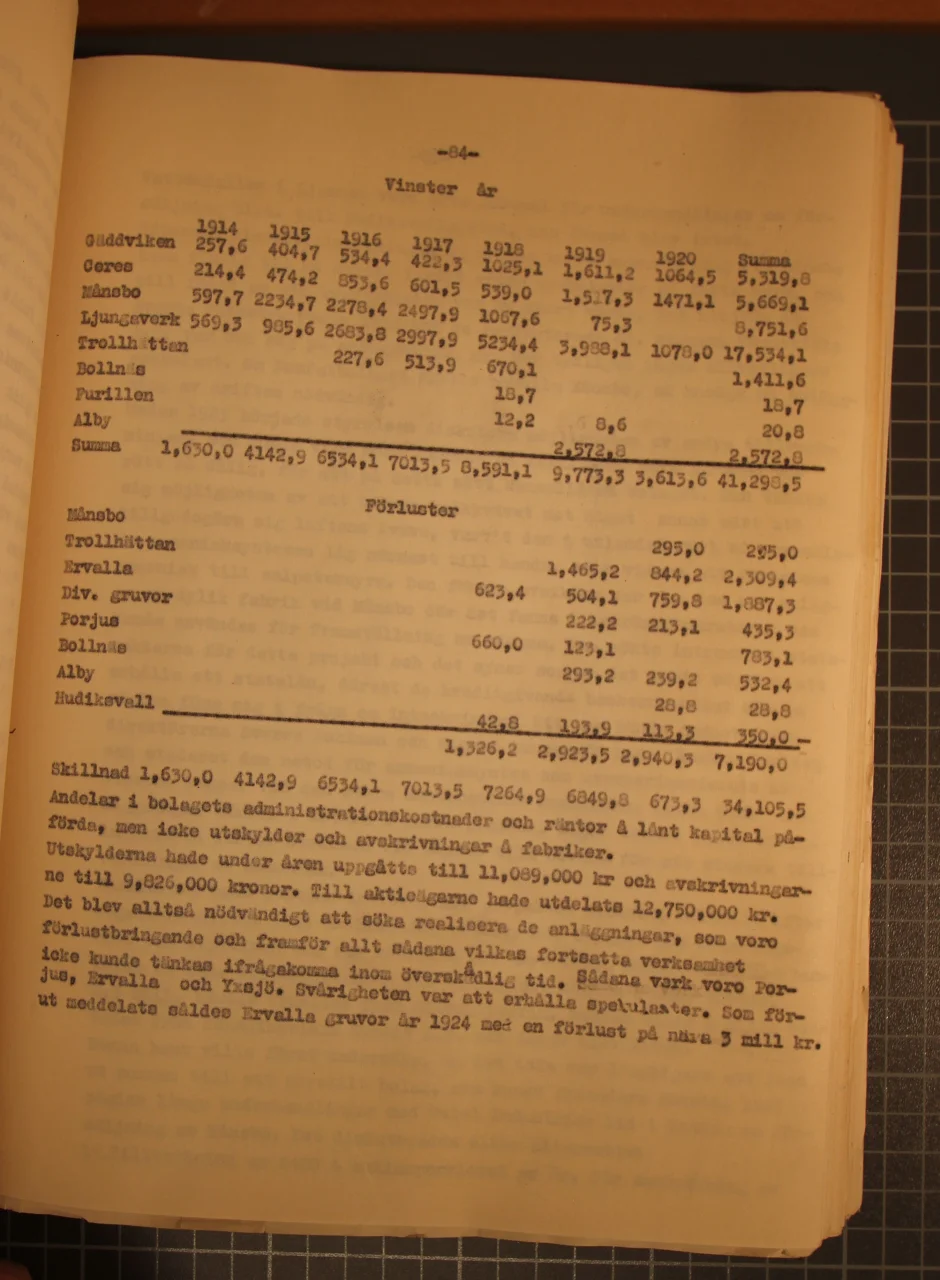 -84-
Vinster år
1914 1915 1916 1917 1918 1919 1920 Summa
Gäddviken 257,6 404,7 534,4 422,3 1025,1 1,611,2 1064,5 5,319,8
Ceres 214,4 474,2 853,6 601,5 539,0 1,517,3 1471,1 5,669,1
Månsbo 597,7 2234,7 2278,4 2497,9 1067,6 75,3 8,751,6
Ljungaverk 569,3 985,6 2683,8 2997,9 5234,4 3,988,1 1078,0 17,534,1
Trollhättan 227,6 513,9 670,1 1,411,6
Bollnäs 18,7 18,7
Furillen 12,2 8,6 20,8
Alby 2,572,8 2,572,8
Summa 1,630,0 4142,9 6534,1 7013,5 8,591,1 9,773,3 3,613,6 41,298,5
Förluster
Månsbo 295,0 295,0
Trollhättan 1,465,2 844,2 2,309,4
Ervalla 623,4 504,1 759,8 1,887,3
Div. gruvor 222,2 213,1 435,3
Porjus 660,0 123,1 783,1
Bollnäs 293,2 239,2 532,4
Alby 28,8 28,8
Hudiksvall 42,8 193,9 113,3 350,0 -
1,326,2 2,923,5 2,940,3 7,190,0
Skillnad 1,630,0 4142,9 6534,1 7013,5 7264,9 6849,8 673,3 34,105,5
Andelar i bolagets administrationskostnader och räntor å lånt kapital på-
förda, men icke utskylder och avskrivningar å fabriker.
Utskylderna hade under åren uppgåtts till 11,089,000 kr och avskrivningar-
ne till 9,826,000 kronor. Till aktieägarne hade utdelats 12,750,000 kr.
Det blev alltså nödvändigt att söka realisera de anläggningar, som voro
förlustbringande och framför allt sådana vilkas fortsatta verksamhet
icke kunde tänkas ifrågakomma inom överskådlig tid. Sådana verk voro Por-
jus, Ervalla och Yxsjö. Svårigheten var att erhålla spekulanter. Som för-
ut meddelats såldes Ervalla gruvor år 1924 med en förlust på nära 3 mill kr.